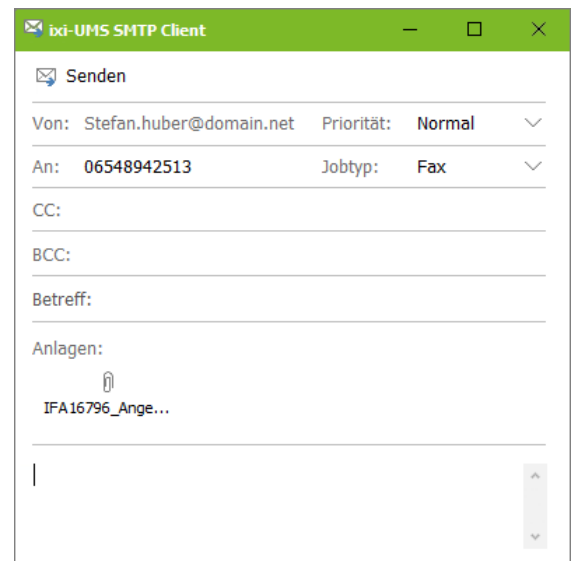 ixi-UMS SMTP Client
Senden
Von: Stefan.huber@domain.net Priorität: Normal
An: 06548942513 Jobtyp: Fax
CC:
BCC:
Betreff:
Anlagen:
IFA16796_Ange...